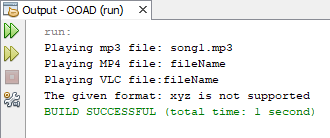 Output - OOAD (run)
run:
Playing mp3 file: song1.mp3
Playing MP4 file: fileName
Playing VLC file:fileName
The given format: xyz is not supported
BUILD SUCCESSFUL (total time: 1 second)